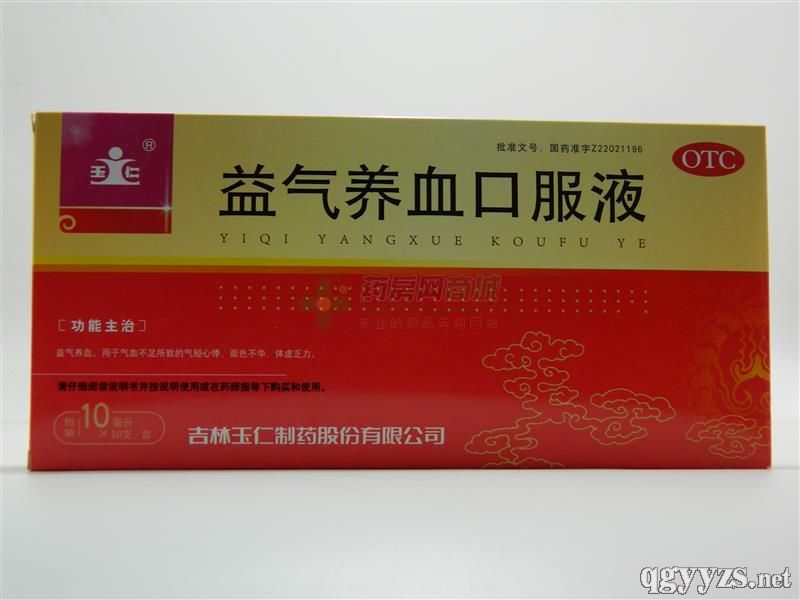 玉仁
®
批准文号：国药准字Z22021196
OTC
益气养血口服液
YIQI YANGXUE KOUFU YE
药房网商城
专业的药品导购网站
［功能主治］
益气养血。用于气血不足所致的气短心悸、面色不华、体虚乏力。
请仔细阅读说明书并按说明使用或在药师指导下购买和使用。
包装 10毫升×10支/盒
吉林玉仁制药股份有限公司
qgyyzs.net